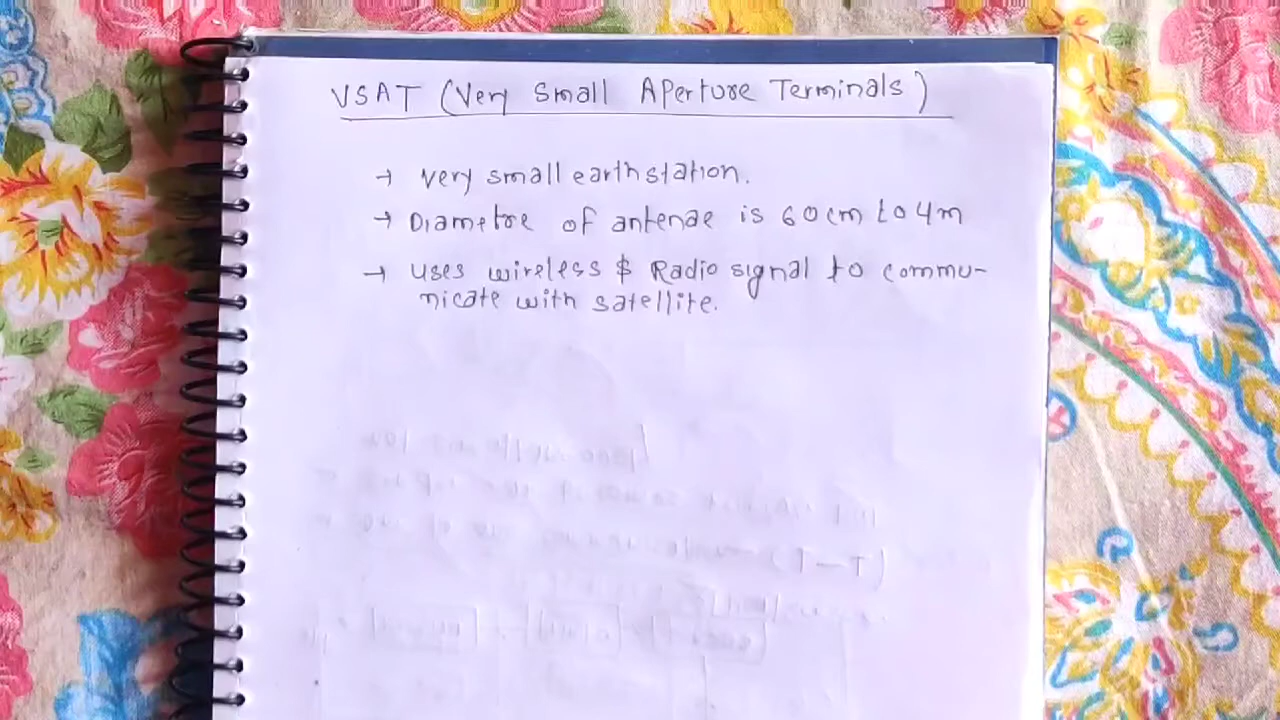 VSAT (Very Small Aperture Terminals)
→ very small earth station.
→ Diametre of antenae is 60cm to 4m
→ uses wireless & Radio signal to commu-
nicate with satellite.